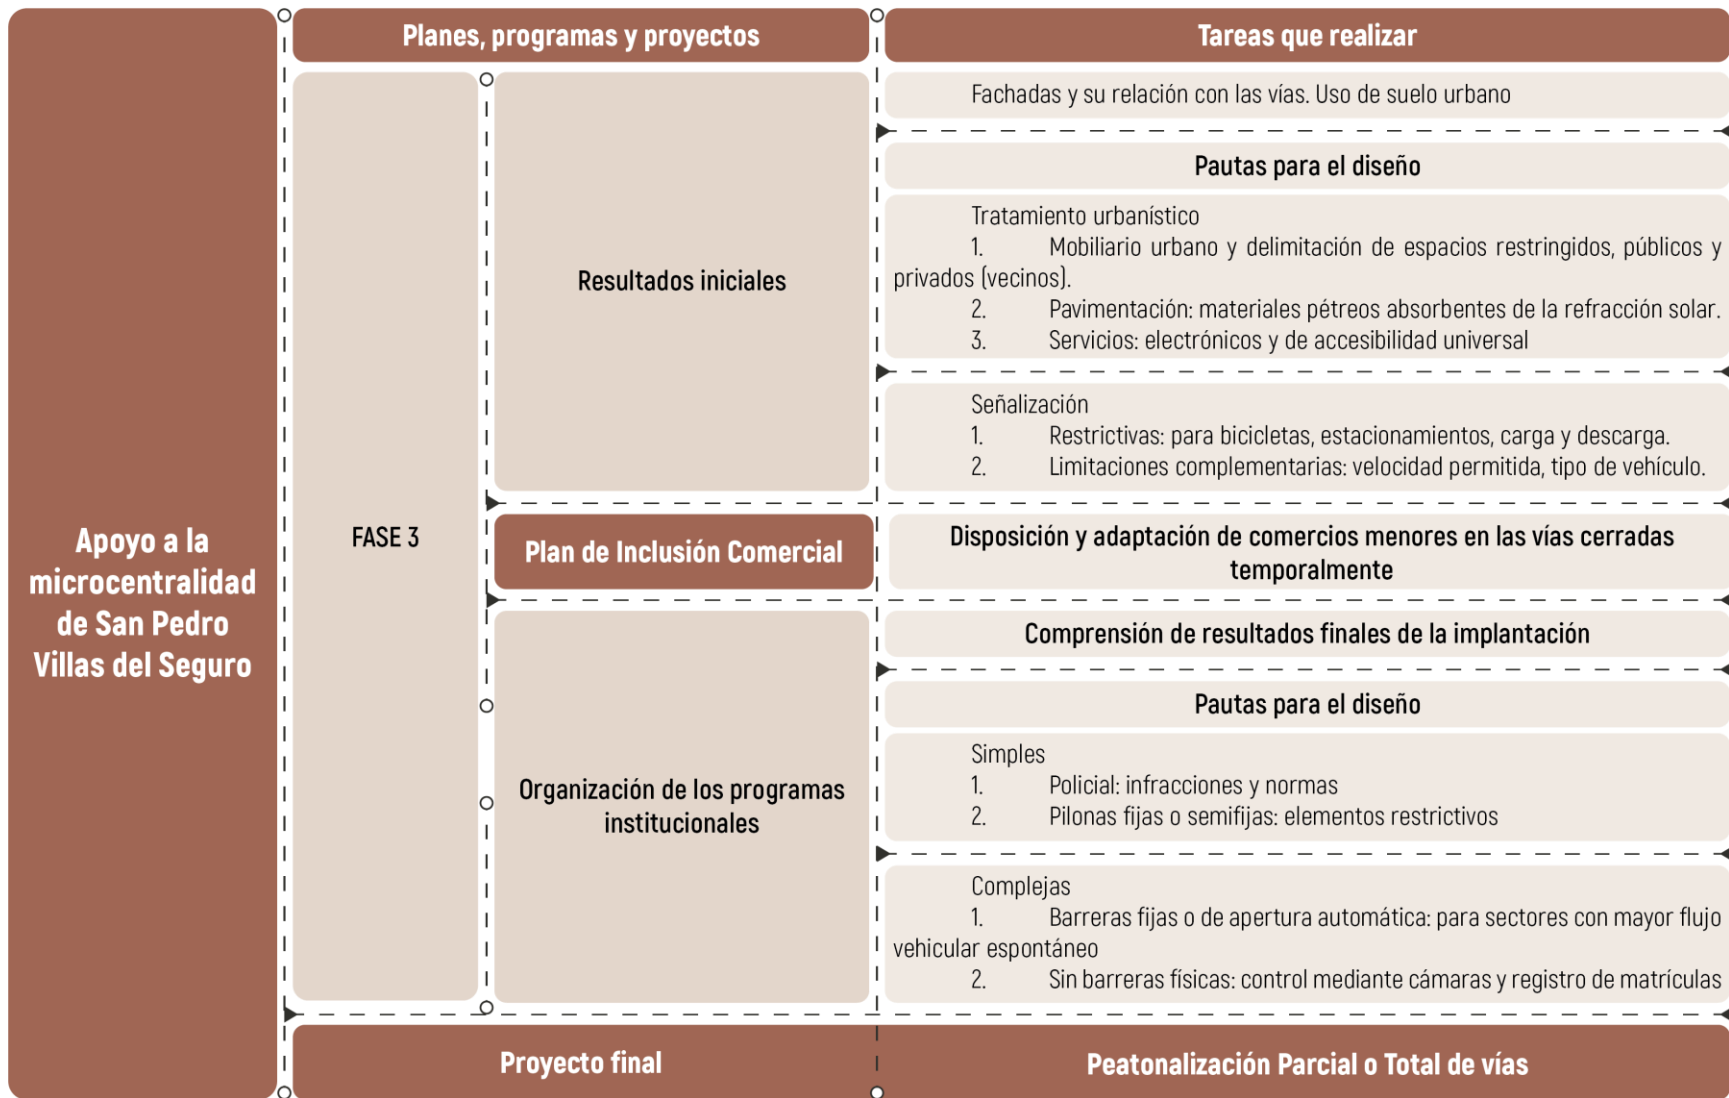 Planes, programas y proyectos
Tareas que realizar
Apoyo a la
microcentralidad
de San Pedro
Villas del Seguro
FASE 3
Resultados iniciales
Fachadas y su relación con las vías. Uso de suelo urbano
Pautas para el diseño
Tratamiento urbanístico
1. Mobiliario urbano y delimitación de espacios restringidos, públicos y
privados (vecinos).
2. Pavimentación: materiales pétreos absorbentes de la refracción solar.
3. Servicios: electrónicos y de accesibilidad universal
Señalización
1. Restrictivas: para bicicletas, estacionamientos, carga y descarga.
2. Limitaciones complementarias: velocidad permitida, tipo de vehículo.
Plan de Inclusión Comercial
Disposición y adaptación de comercios menores en las vías cerradas
temporalmente
Organización de los programas
institucionales
Comprensión de resultados finales de la implantación
Pautas para el diseño
Simples
1. Policial: infracciones y normas
2. Pilonas fijas o semifijas: elementos restrictivos
Complejas
1. Barreras fijas o de apertura automática: para sectores con mayor flujo
vehicular espontáneo
2. Sin barreras físicas: control mediante cámaras y registro de matrículas
Proyecto final
Peatonalización Parcial o Total de vías